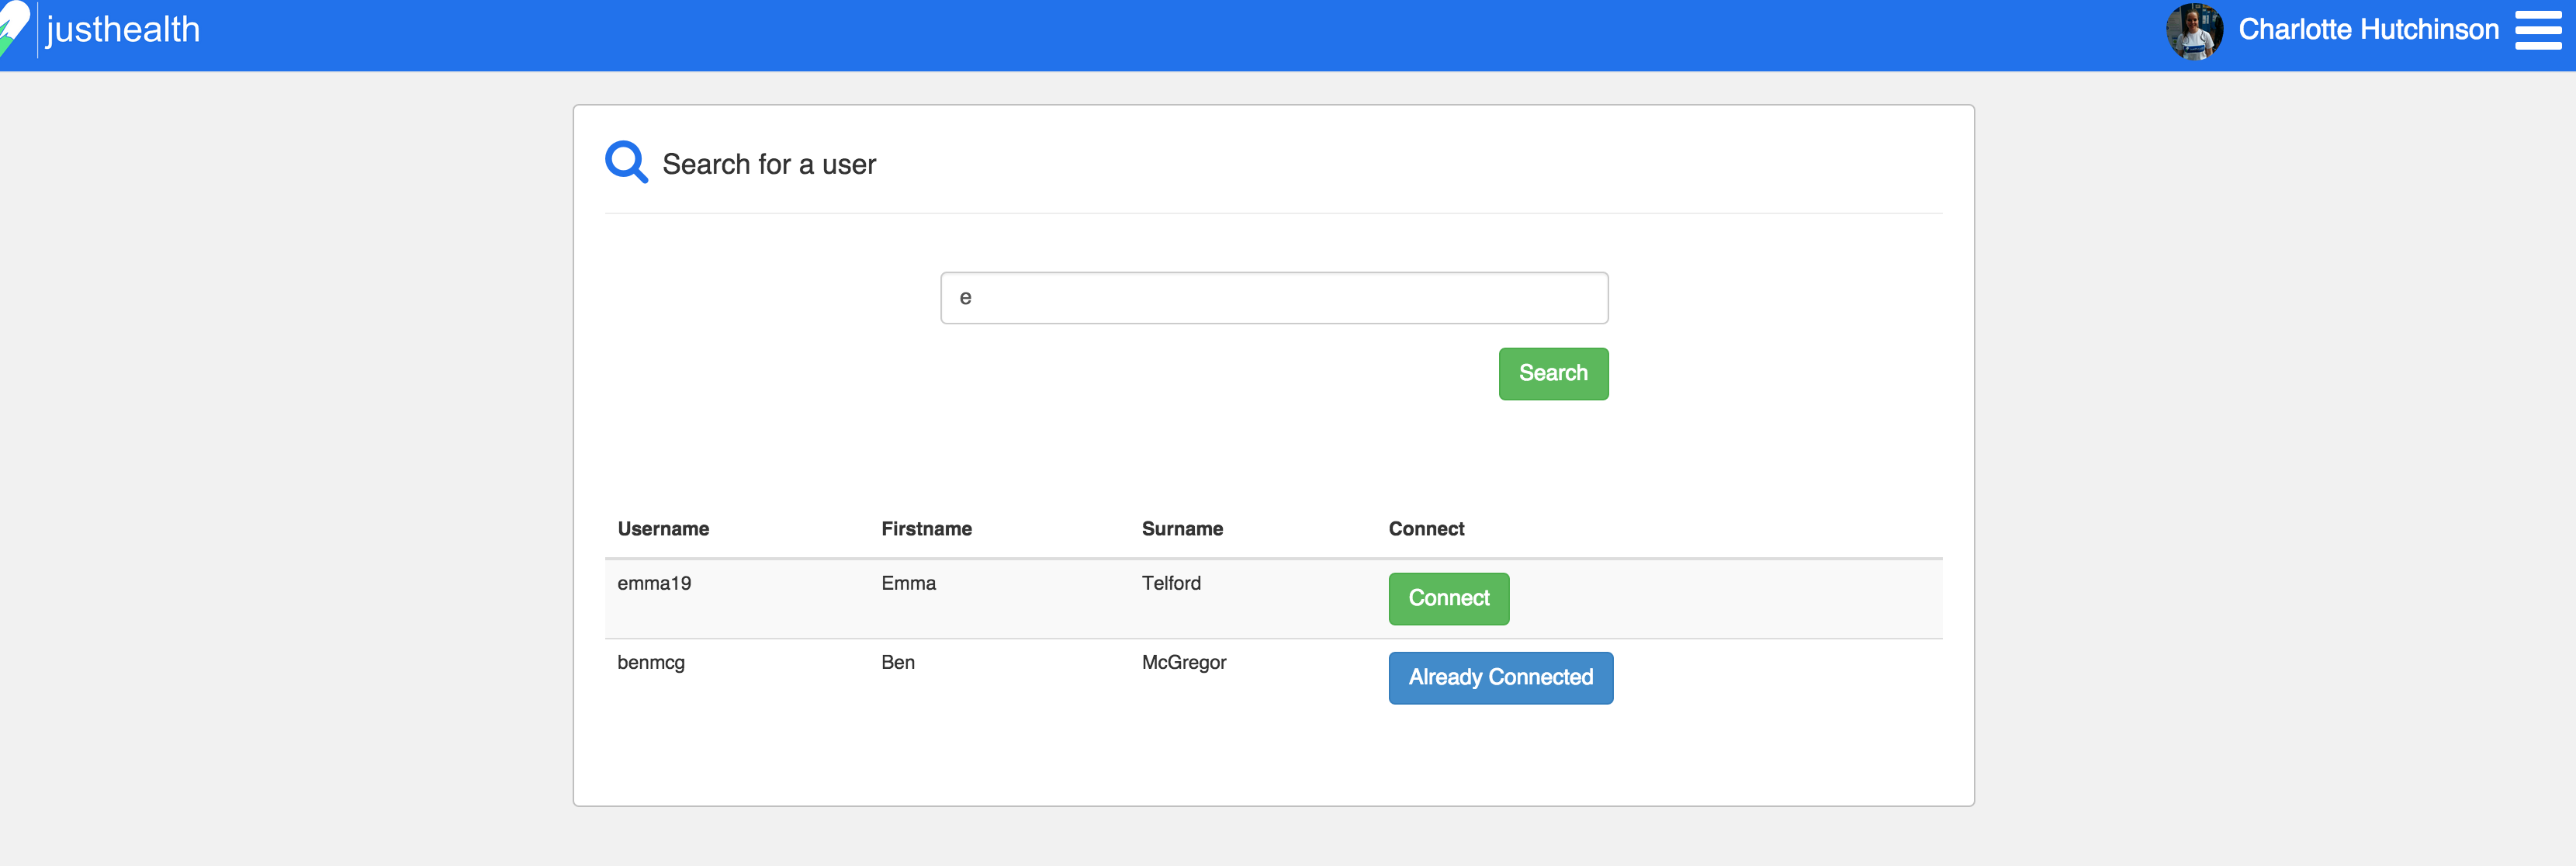 justhealth
Charlotte Hutchinson
Search for a user
e
Search
Username Firstname Surname Connect
emma19 Emma Telford Connect
benmcg Ben McGregor Already Connected